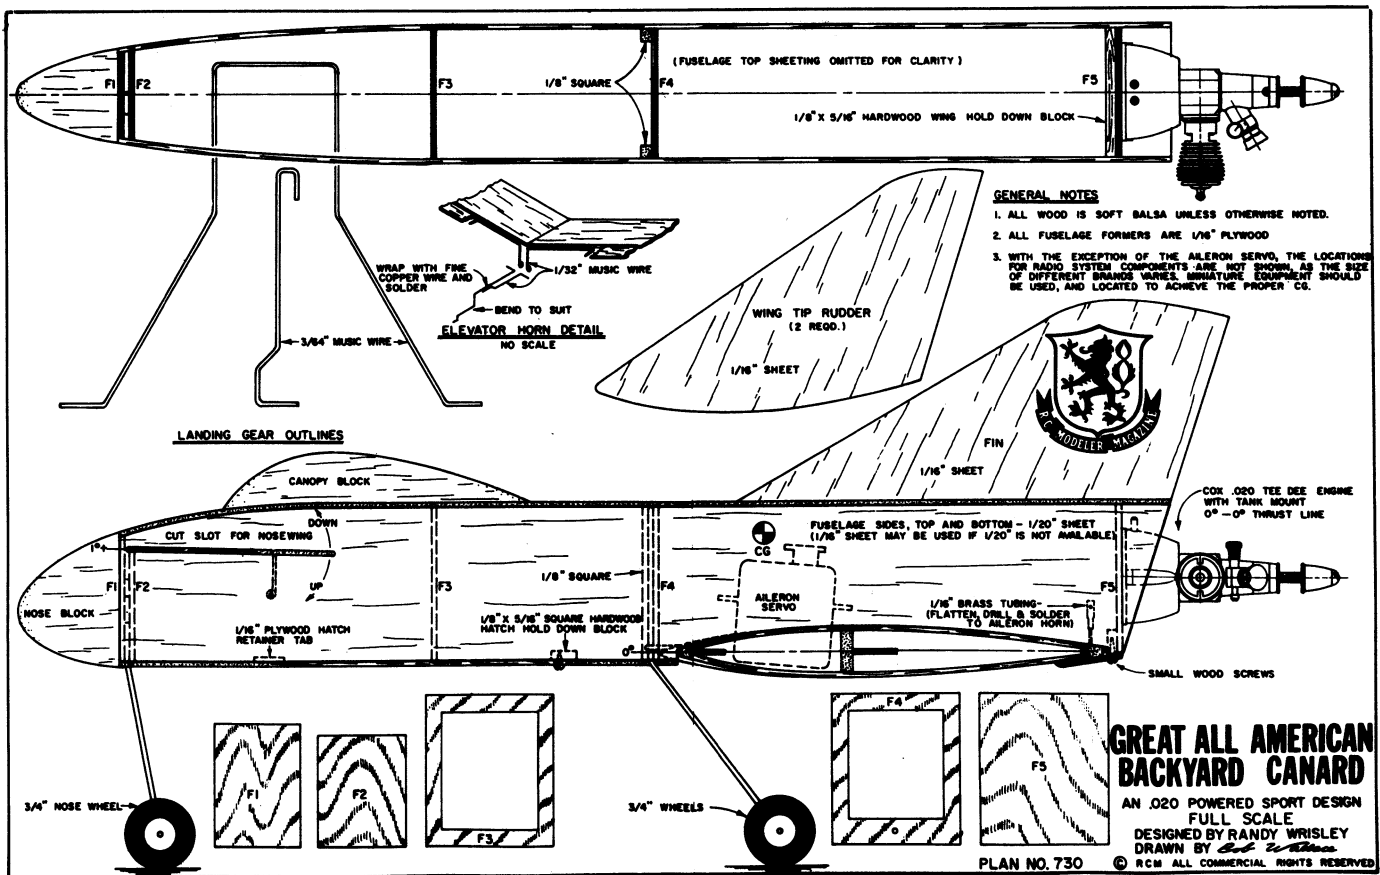 F1
F2
F3
1/8" SQUARE
F4
(FUSELAGE TOP SHEETING OMITTED FOR CLARITY)
F5
1/8" X 5/16" HARDWOOD WING HOLD DOWN BLOCK
GENERAL NOTES
1. ALL WOOD IS SOFT BALSA UNLESS OTHERWISE NOTED.
2. ALL FUSELAGE FORMERS ARE 1/16" PLYWOOD
3. WITH THE EXCEPTION OF THE AILERON SERVO, THE LOCATIONS
FOR RADIO SYSTEM COMPONENTS ARE NOT SHOWN, AS THE SIZE
OF DIFFERENT BRANDS VARIES. MINIATURE EQUIPMENT SHOULD
BE USED, AND LOCATED TO ACHIEVE THE PROPER CG.
WRAP WITH FINE
COPPER WIRE AND
SOLDER
1/32" MUSIC WIRE
BEND TO SUIT
ELEVATOR HORN DETAIL
NO SCALE
3/64" MUSIC WIRE
LANDING GEAR OUTLINES
WING TIP RUDDER
(2 REQD.)
1/16" SHEET
R/C MODELER MAGAZINE
FIN
1/16" SHEET
CANOPY BLOCK
COX .020 TEE DEE ENGINE
WITH TANK MOUNT
0° - 0° THRUST LINE
DOWN
CUT SLOT FOR NOSEWING
1°+
UP
F1
F2
F3
F4
F5
NOSE BLOCK
1/16" PLYWOOD HATCH
RETAINER TAB
1/8" SQUARE
1/8" X 5/16" SQUARE HARDWOOD
HATCH HOLD DOWN BLOCK
0°
CG
FUSELAGE SIDES, TOP AND BOTTOM - 1/20" SHEET
(1/16" SHEET MAY BE USED IF 1/20" IS NOT AVAILABLE)
AILERON
SERVO
1/16" BRASS TUBING-
(FLATTEN, DRILL & SOLDER
TO AILERON HORN)
SMALL WOOD SCREWS
3/4" NOSE WHEEL
F1
F2
F3
3/4" WHEELS
F4
F5
GREAT ALL AMERICAN
BACKYARD CANARD
AN .020 POWERED SPORT DESIGN
FULL SCALE
DESIGNED BY RANDY WRISLEY
DRAWN BY Bob Wallace
PLAN NO. 730
© RCM ALL COMMERCIAL RIGHTS RESERVED